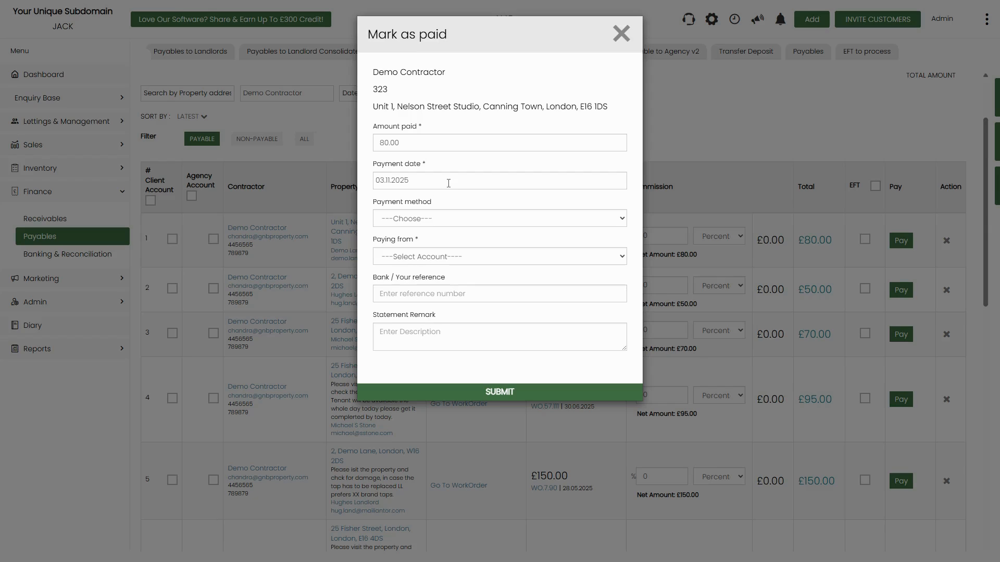 Your Unique Subdomain
JACK
Love Our Software? Share & Earn Up To £300 Credit!
Add
INVITE CUSTOMERS
Admin
Menu
Dashboard
Enquiry Base
Lettings & Management
Sales
Inventory
Finance
Receivables
Payables
Banking & Reconciliation
Marketing
Admin
Diary
Reports
Payables to Landlords
Payables to Landlord Consolidate
ble to Agency v2
Transfer Deposit
Payables
EFT to process
TOTAL AMOUNT
Search by Property addres
Demo Contractor
Date
SORT BY : LATEST
Filter
PAYABLE
NON-PAYABLE
ALL
Mark as paid
Demo Contractor
323
Unit 1, Nelson Street Studio, Canning Town, London, E16 1DS
Amount paid *
80.00
Payment date *
03.11.2025
Payment method
---Choose---
Paying from *
---Select Account----
Bank / Your reference
Enter reference number
Statement Remark
Enter Description
SUBMIT
#
Client
Account
Agency
Account
Contractor
Property
mmission
Total
EFT
Pay
Action
1
Demo Contractor
chandra@gnbproperty.com
4456565
789879
Unit 1, Ne
Canning
1DS
Demo Lan
demo.lan
0
Percent
et Amount: £80.00
£0.00
£80.00
Pay
2
Demo Contractor
chandra@gnbproperty.com
4456565
789879
2, Demo
2DS
Hughes L
hug.land
0
Percent
et Amount: £50.00
£0.00
£50.00
Pay
3
Demo Contractor
chandra@gnbproperty.com
4456565
789879
25 Fishe
London,
Michael S
michael@
0
Percent
et Amount: £70.00
£0.00
£70.00
Pay
4
Demo Contractor
chandra@gnbproperty.com
4456565
789879
25 Fishe
London,
Please vis
check the
Tenant will be available the
whole day today please get it
complerted by today.
Michael S Stone
michael@sstone.com
Go To WorkOrder
WO.57.111 | 30.06.2025
0
Percent
Net Amount: £95.00
£0.00
£95.00
Pay
5
Demo Contractor
chandra@gnbproperty.com
4456565
789879
2, Demo Lane, London, W16
2DS
Please isit the property and
chck for damage, in case the
tap has to be replaced LL
prefers XX brand taps.
Hughes Landlord
hug.land@mailiantor.com
Go To WorkOrder
£150.00
WO.7.90 | 28.05.2025
% 0
Percent
Net Amount: £150.00
£0.00
£150.00
Pay
25 Fisher Street, London,
London, E16 4DS
Please visit the property and